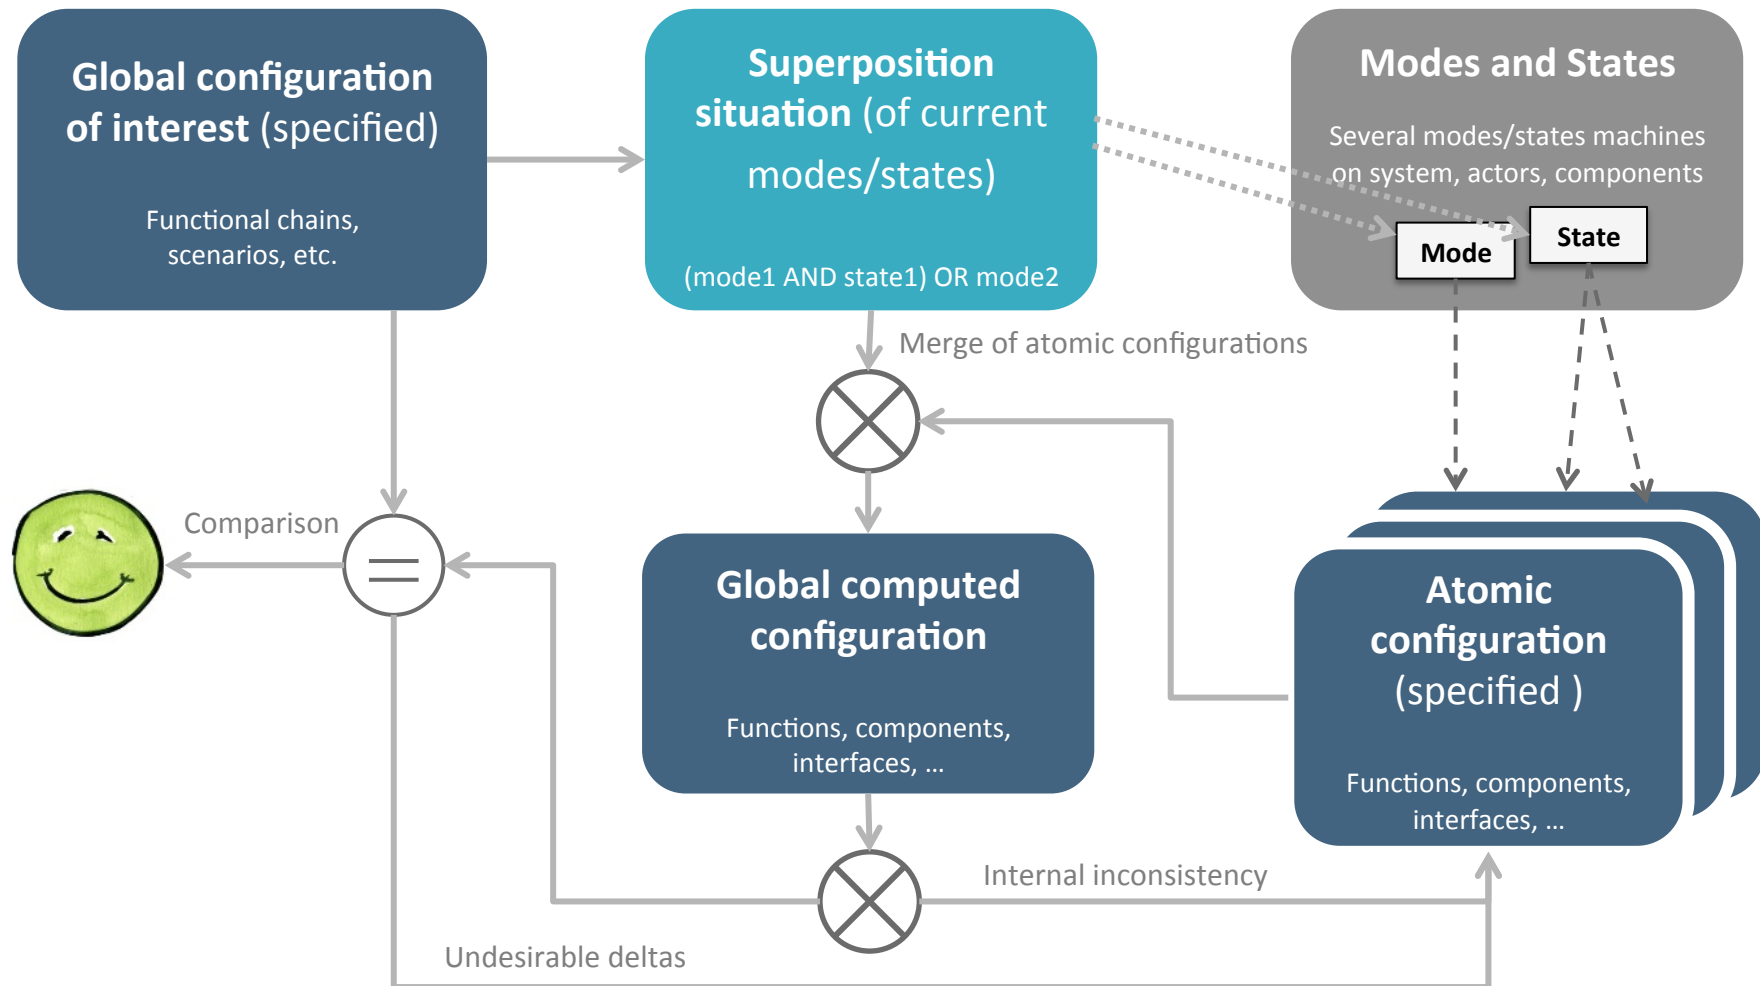 Global configuration
of interest (specified)
Functional chains,
scenarios, etc.
Superposition
situation (of current
modes/states)
(mode1 AND state1) OR mode2
Modes and States
Several modes/states machines
on system, actors, components
Mode
State
Merge of atomic configurations
Comparison
=
Global computed
configuration
Functions, components,
interfaces, ...
Atomic
configuration
(specified )
Functions, components,
interfaces, ...
Internal inconsistency
Undesirable deltas